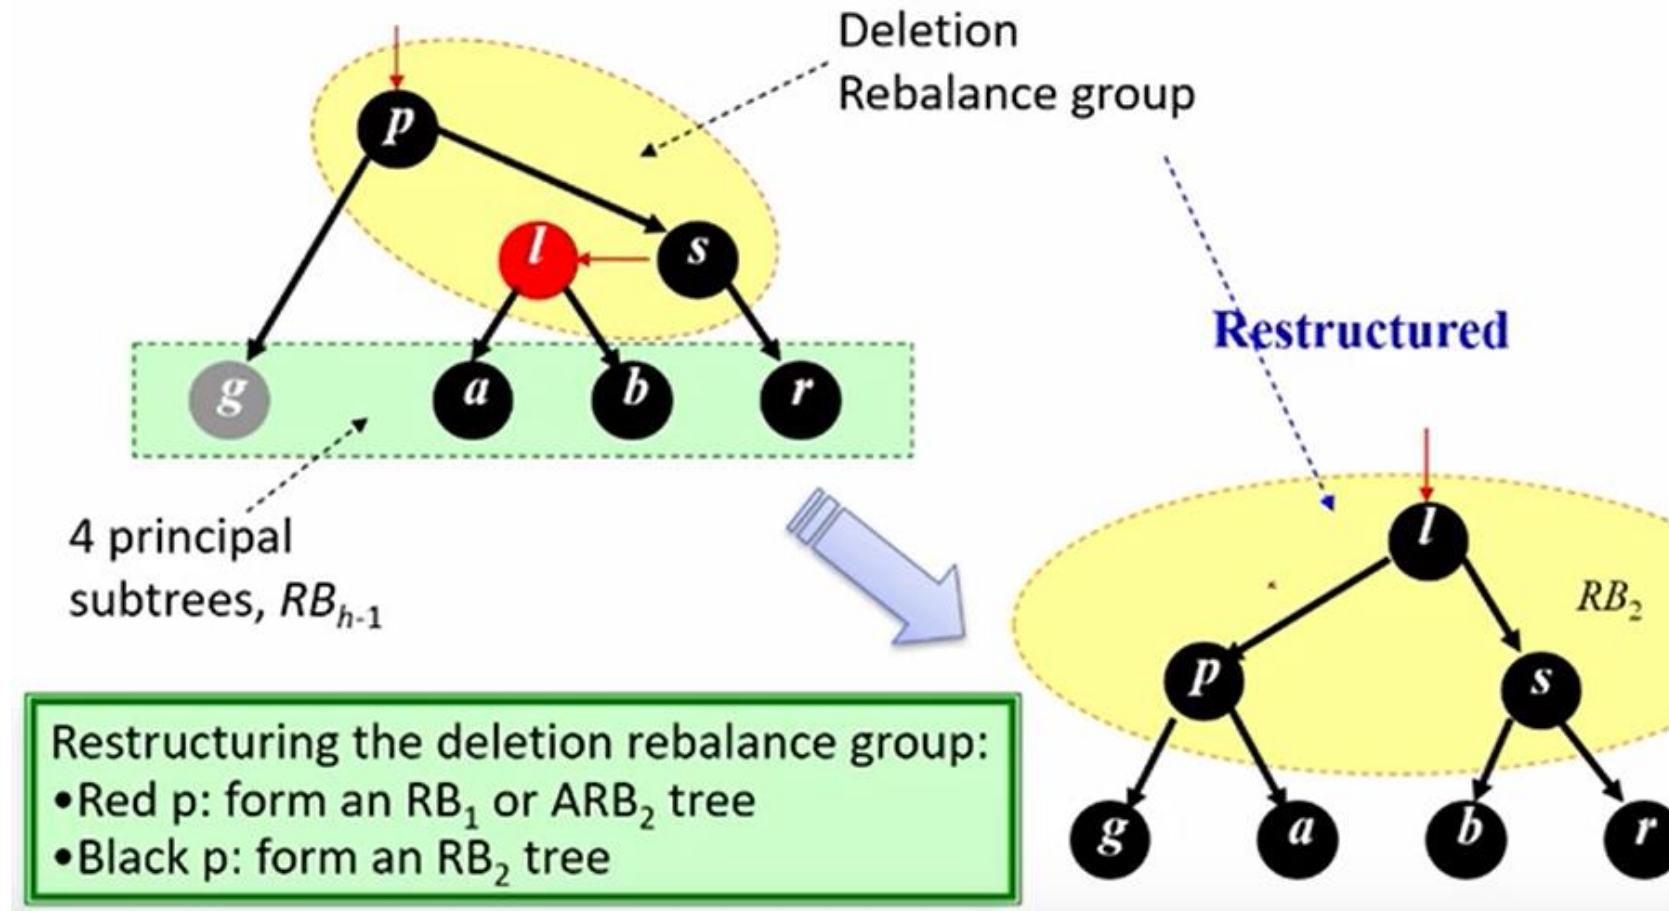 Deletion
Rebalance group
p
l
s
g
a
b
r
4 principal
subtrees, RBh-1
Restructured
l
RB2
p
s
g
a
b
r
Restructuring the deletion rebalance group:
•Red p: form an RB1 or ARB2 tree
•Black p: form an RB2 tree